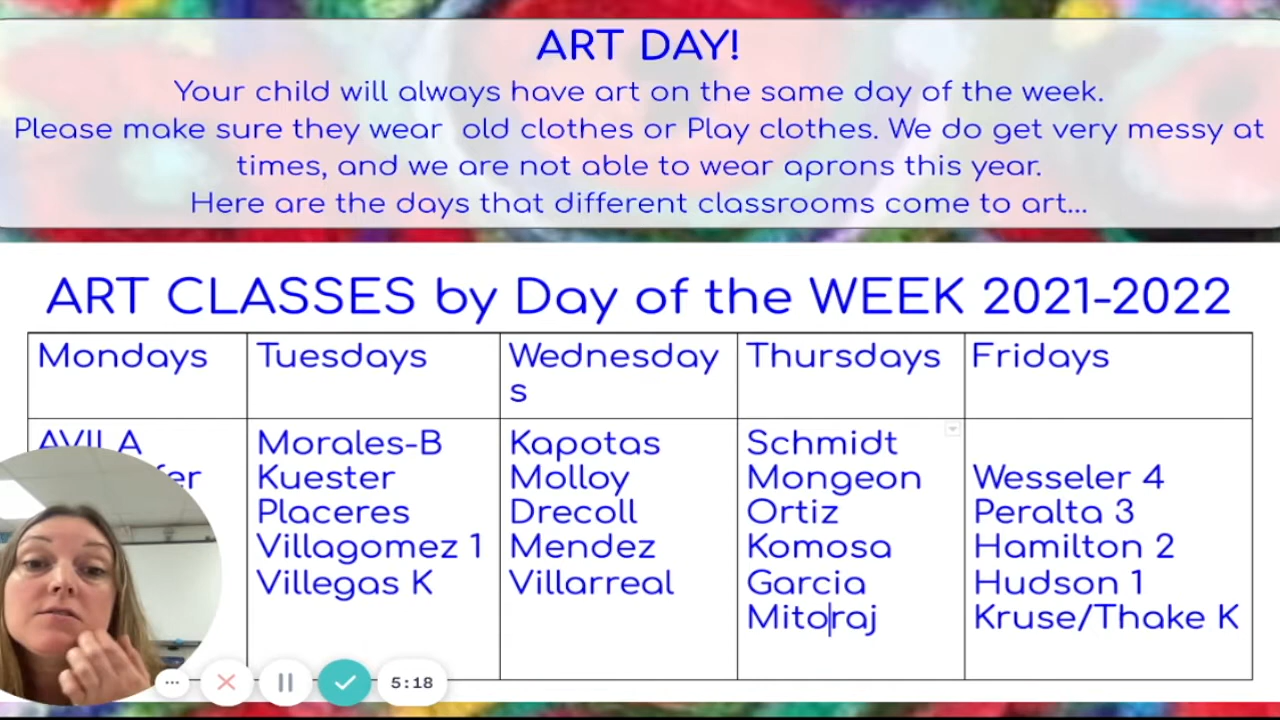 ART DAY!
Your child will always have art on the same day of the week.
Please make sure they wear old clothes or Play clothes. We do get very messy at
times, and we are not able to wear aprons this year.
Here are the days that different classrooms come to art...
ART CLASSES by Day of the WEEK 2021-2022
Mondays
Tuesdays
Wednesday
s
Thursdays
Fridays
AVILA
Morales-B
Kuester
Placeres
Villagomez 1
Villegas K
Kapotas
Molloy
Drecoll
Mendez
Villarreal
Schmidt
Mongeon
Ortiz
Komosa
Garcia
Mitoraj
Wesseler 4
Peralta 3
Hamilton 2
Hudson 1
Kruse/Thake K
5:18